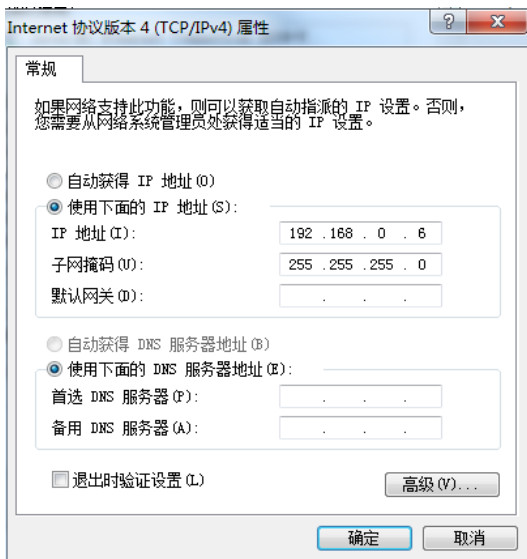 Internet 协议版本 4 (TCP/IPv4) 属性
常规
如果网络支持此功能，则可以获取自动指派的 IP 设置。否则，
您需要从网络系统管理员处获得适当的 IP 设置。
自动获得 IP 地址(O)
使用下面的 IP 地址(S):
IP 地址(I): 192 .168 . 0 . 6
子网掩码(U): 255 .255 .255 . 0
默认网关(D): . . .
自动获得 DNS 服务器地址(B)
使用下面的 DNS 服务器地址(E):
首选 DNS 服务器(P): . . .
备用 DNS 服务器(A): . . .
退出时验证设置(L)
高级(V)...
确定 取消